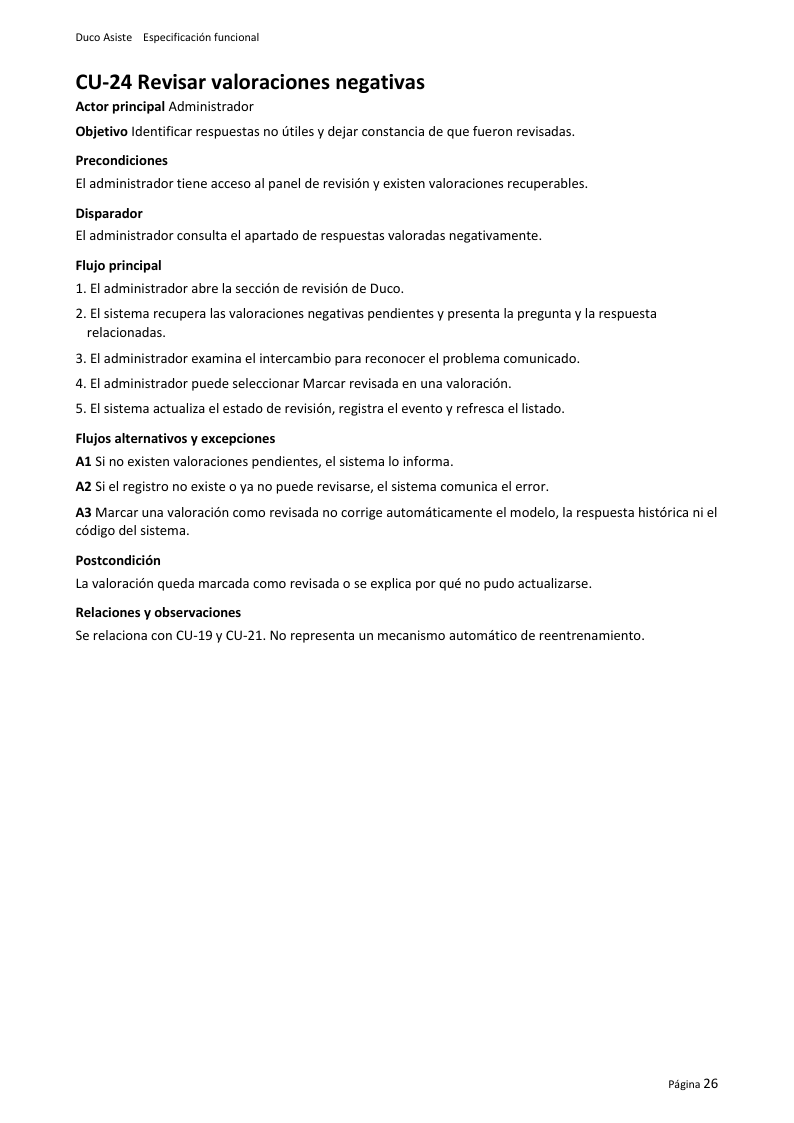 Duco Asiste    Especificación funcional
CU-24 Revisar valoraciones negativas
Actor principal Administrador
Objetivo Identificar respuestas no útiles y dejar constancia de que fueron revisadas.
Precondiciones
El administrador tiene acceso al panel de revisión y existen valoraciones recuperables.
Disparador
El administrador consulta el apartado de respuestas valoradas negativamente.
Flujo principal
1. El administrador abre la sección de revisión de Duco.
2. El sistema recupera las valoraciones negativas pendientes y presenta la pregunta y la respuesta
relacionadas.
3. El administrador examina el intercambio para reconocer el problema comunicado.
4. El administrador puede seleccionar Marcar revisada en una valoración.
5. El sistema actualiza el estado de revisión, registra el evento y refresca el listado.
Flujos alternativos y excepciones
A1 Si no existen valoraciones pendientes, el sistema lo informa.
A2 Si el registro no existe o ya no puede revisarse, el sistema comunica el error.
A3 Marcar una valoración como revisada no corrige automáticamente el modelo, la respuesta histórica ni el
código del sistema.
Postcondición
La valoración queda marcada como revisada o se explica por qué no pudo actualizarse.
Relaciones y observaciones
Se relaciona con CU-19 y CU-21. No representa un mecanismo automático de reentrenamiento.
Página 26